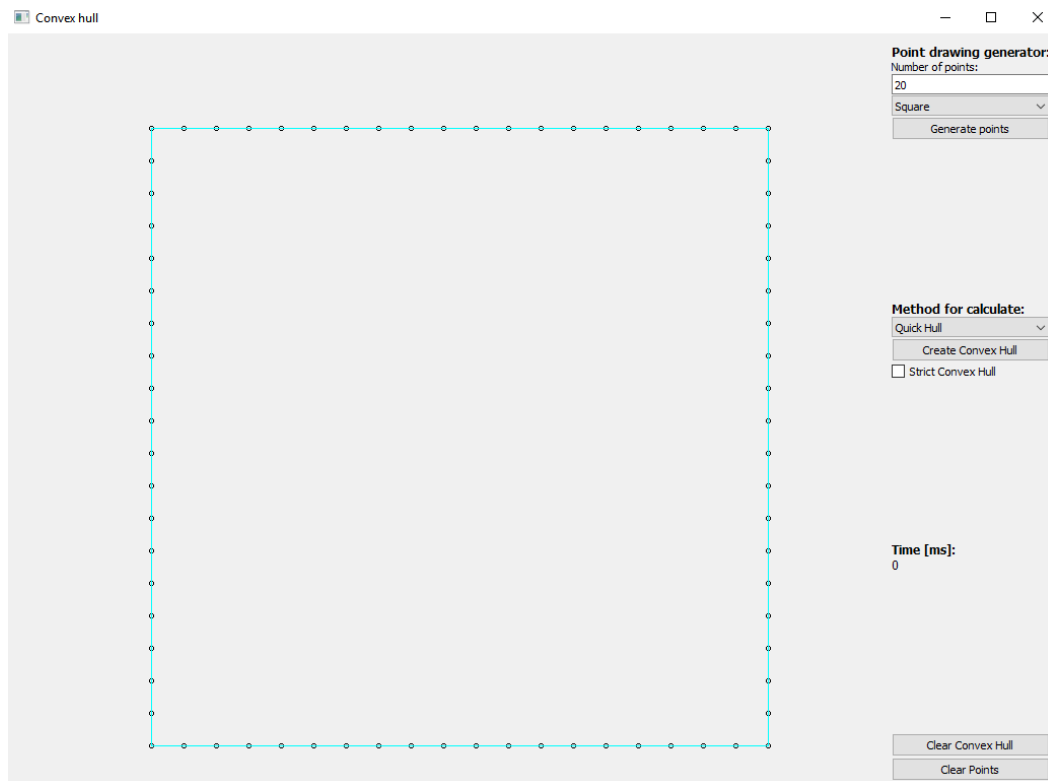 Convex hull
Point drawing generator:
Number of points:
20
Square
Generate points
Method for calculate:
Quick Hull
Create Convex Hull
Strict Convex Hull
Time [ms]:
0
Clear Convex Hull
Clear Points